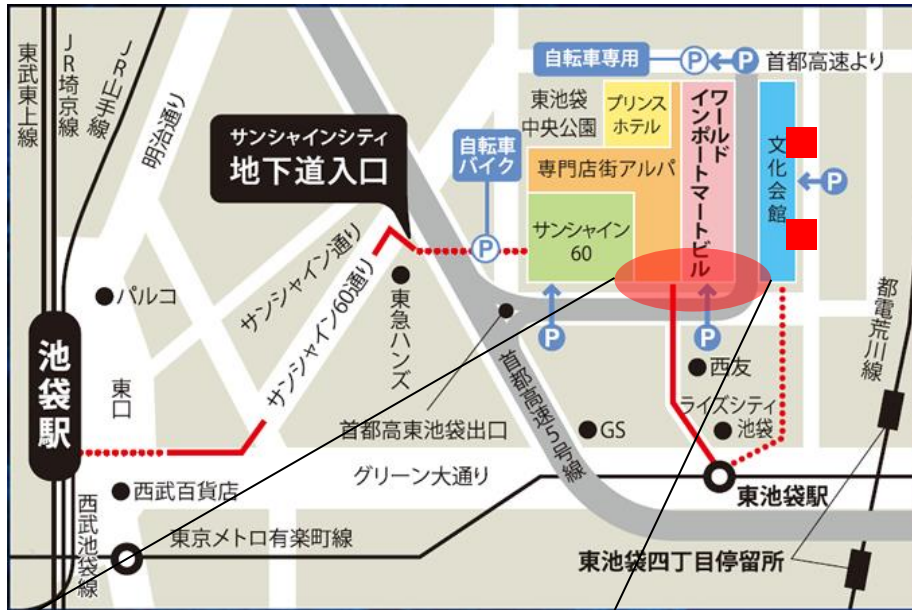 東武東上線
JR埼京線
JR山手線
明治通り
サンシャインシティ
地下道入口
自転車
バイク
P
自転車専用
P
P
首都高速より
東池袋
中央公園
プリンス
ホテル
ワールド
インポートマートビル
文化会館
P
専門店街アルパ
サンシャイン
60
P
P
サンシャイン通り
サンシャイン60通り
東急ハンズ
パルコ
池袋駅
東口
首都高東池袋出口
首都高速5号線
西友
ライズシティ
池袋
GS
都電荒川線
グリーン大通り
西武百貨店
西武池袋線
東京メトロ有楽町線
東池袋駅
東池袋四丁目停留所